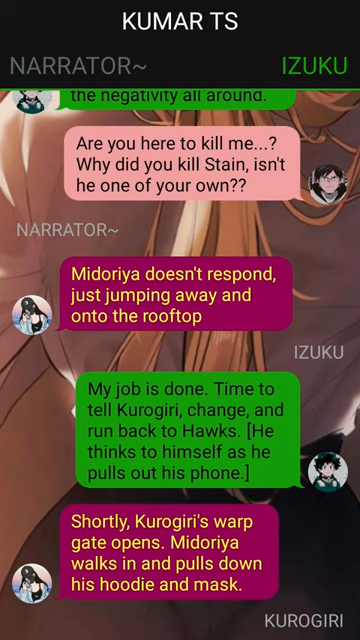 KUMAR TS
NARRATOR~
IZUKU
the negativity all around.
Are you here to kill me...?
Why did you kill Stain, isn't
he one of your own??
NARRATOR~
Midoriya doesn't respond,
just jumping away and
onto the rooftop
IZUKU
My job is done. Time to
tell Kurogiri, change, and
run back to Hawks. [He
thinks to himself as he
pulls out his phone.]
Shortly, Kurogiri's warp
gate opens. Midoriya
walks in and pulls down
his hoodie and mask.
KUROGIRI